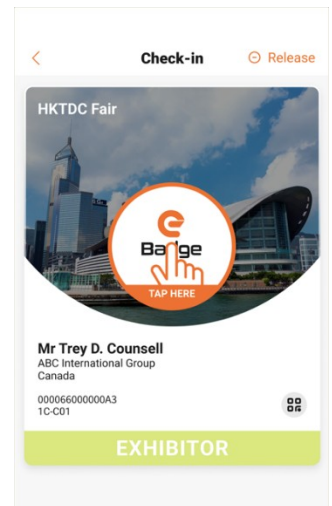 Check-in
Release
HKTDC Fair
Badge
TAP HERE
Mr Trey D. Counsell
ABC International Group
Canada
000066000000A3
1C-C01
EXHIBITOR